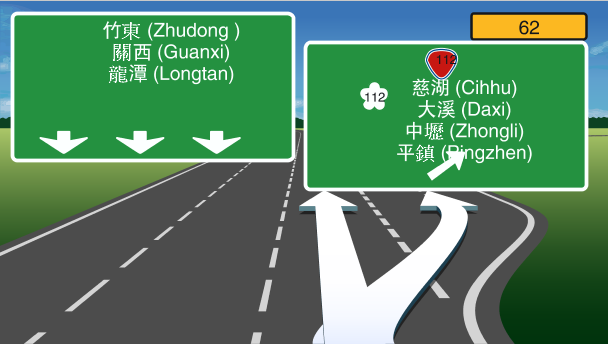 竹東 (Zhudong )
關西 (Guanxi)
龍潭 (Longtan)
62
112
112
慈湖 (Cihhu)
大溪 (Daxi)
中壢 (Zhongli)
平鎮 (Pingzhen)